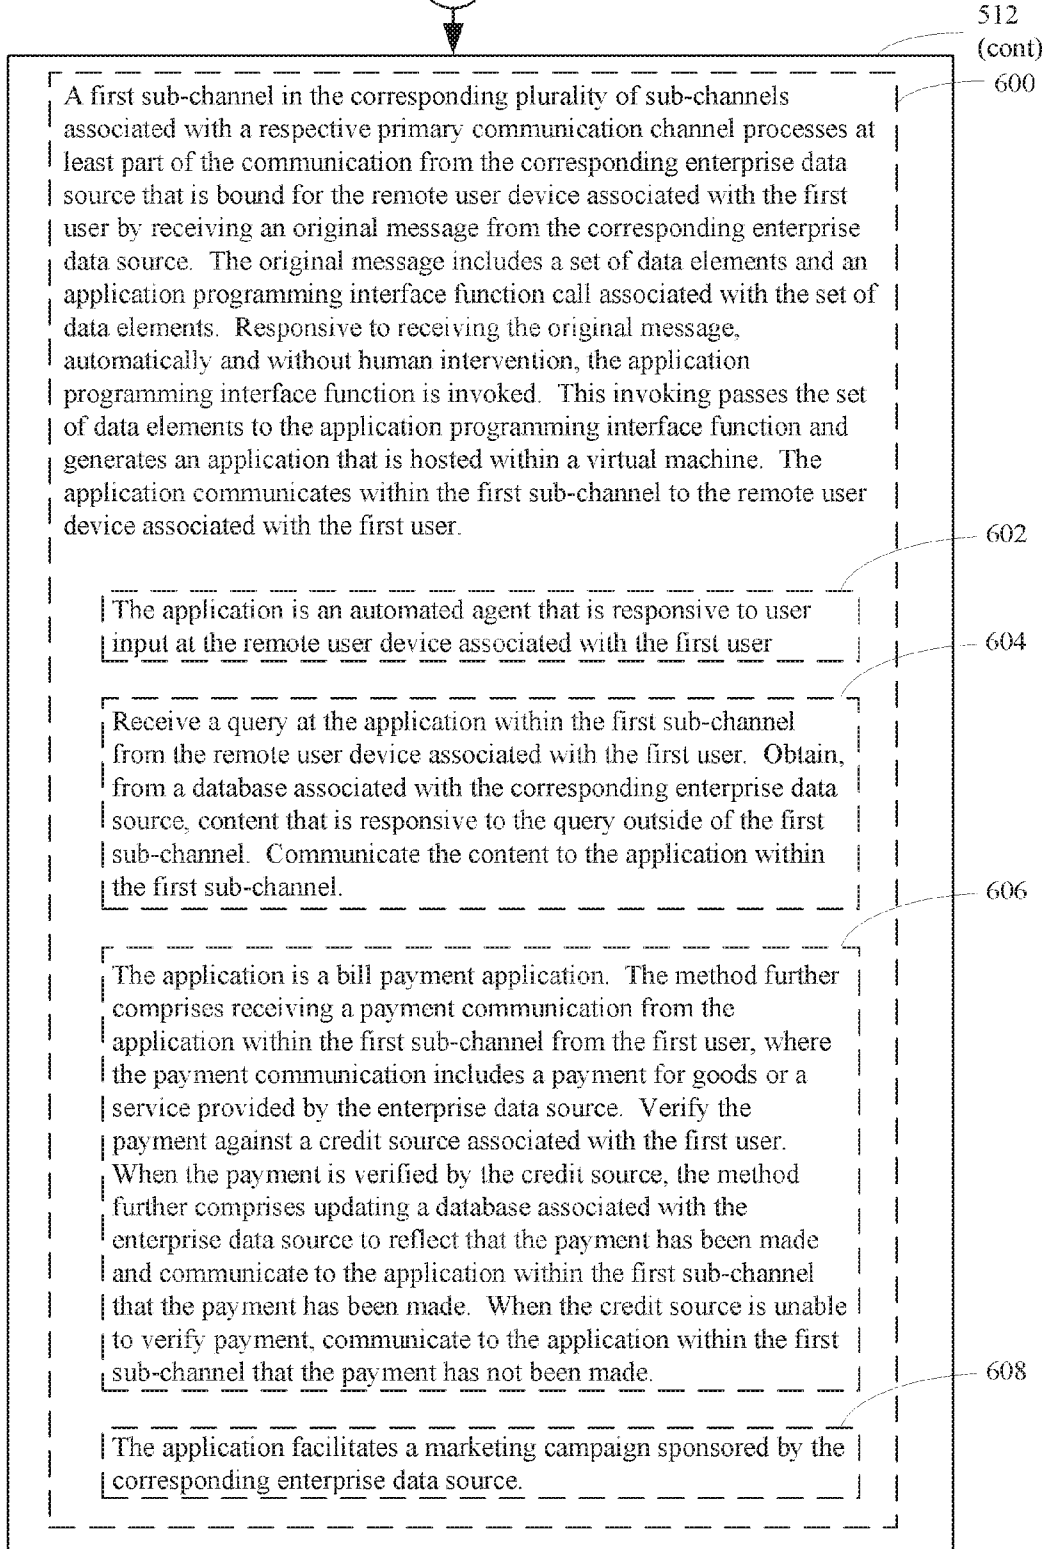 512
(cont)
600
A first sub-channel in the corresponding plurality of sub-channels
associated with a respective primary communication channel processes at
least part of the communication from the corresponding enterprise data
source that is bound for the remote user device associated with the first
user by receiving an original message from the corresponding enterprise
data source.  The original message includes a set of data elements and an
application programming interface function call associated with the set of
data elements.  Responsive to receiving the original message,
automatically and without human intervention, the application
programming interface function is invoked.  This invoking passes the set
of data elements to the application programming interface function and
generates an application that is hosted within a virtual machine.  The
application communicates within the first sub-channel to the remote user
device associated with the first user.
602
The application is an automated agent that is responsive to user
input at the remote user device associated with the first user
604
Receive a query at the application within the first sub-channel
from the remote user device associated with the first user.  Obtain,
from a database associated with the corresponding enterprise data
source, content that is responsive to the query outside of the first
sub-channel.  Communicate the content to the application within
the first sub-channel.
606
The application is a bill payment application.  The method further
comprises receiving a payment communication from the
application within the first sub-channel from the first user, where
the payment communication includes a payment for goods or a
service provided by the enterprise data source.  Verify the
payment against a credit source associated with the first user.
When the payment is verified by the credit source, the method
further comprises updating a database associated with the
enterprise data source to reflect that the payment has been made
and communicate to the application within the first sub-channel
that the payment has been made.  When the credit source is unable
to verify payment, communicate to the application within the first
sub-channel that the payment has not been made.
608
The application facilitates a marketing campaign sponsored by the
corresponding enterprise data source.